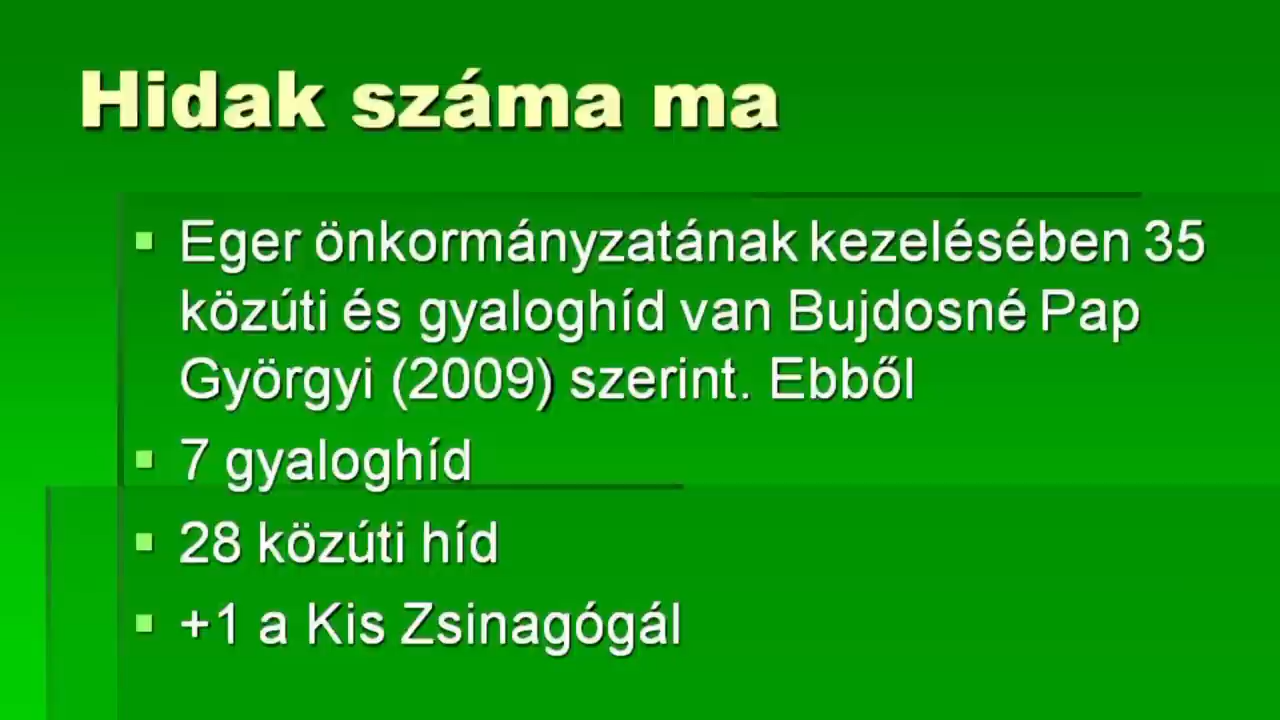 Hidak száma ma
Eger önkormányzatának kezelésében 35
közúti és gyaloghíd van Bujdosné Pap
Györgyi (2009) szerint. Ebből
7 gyaloghíd
28 közúti híd
+1 a Kis Zsinagógál